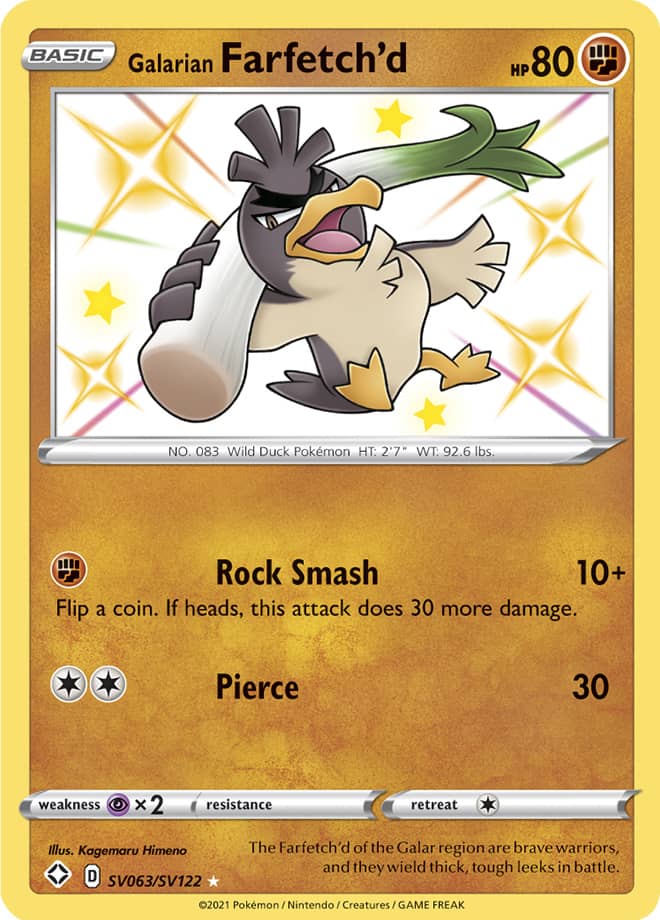 BASIC
Galarian Farfetch'd
HP 80
NO. 083 Wild Duck Pokémon HT: 2'7" WT: 92.6 lbs.
Rock Smash 10+
Flip a coin. If heads, this attack does 30 more damage.
Pierce 30
weakness ×2 resistance retreat
Illus. Kagemaru Himeno
The Farfetch'd of the Galar region are brave warriors,
and they wield thick, tough leeks in battle.
D SV063/SV122
©2021 Pokémon / Nintendo / Creatures / GAME FREAK